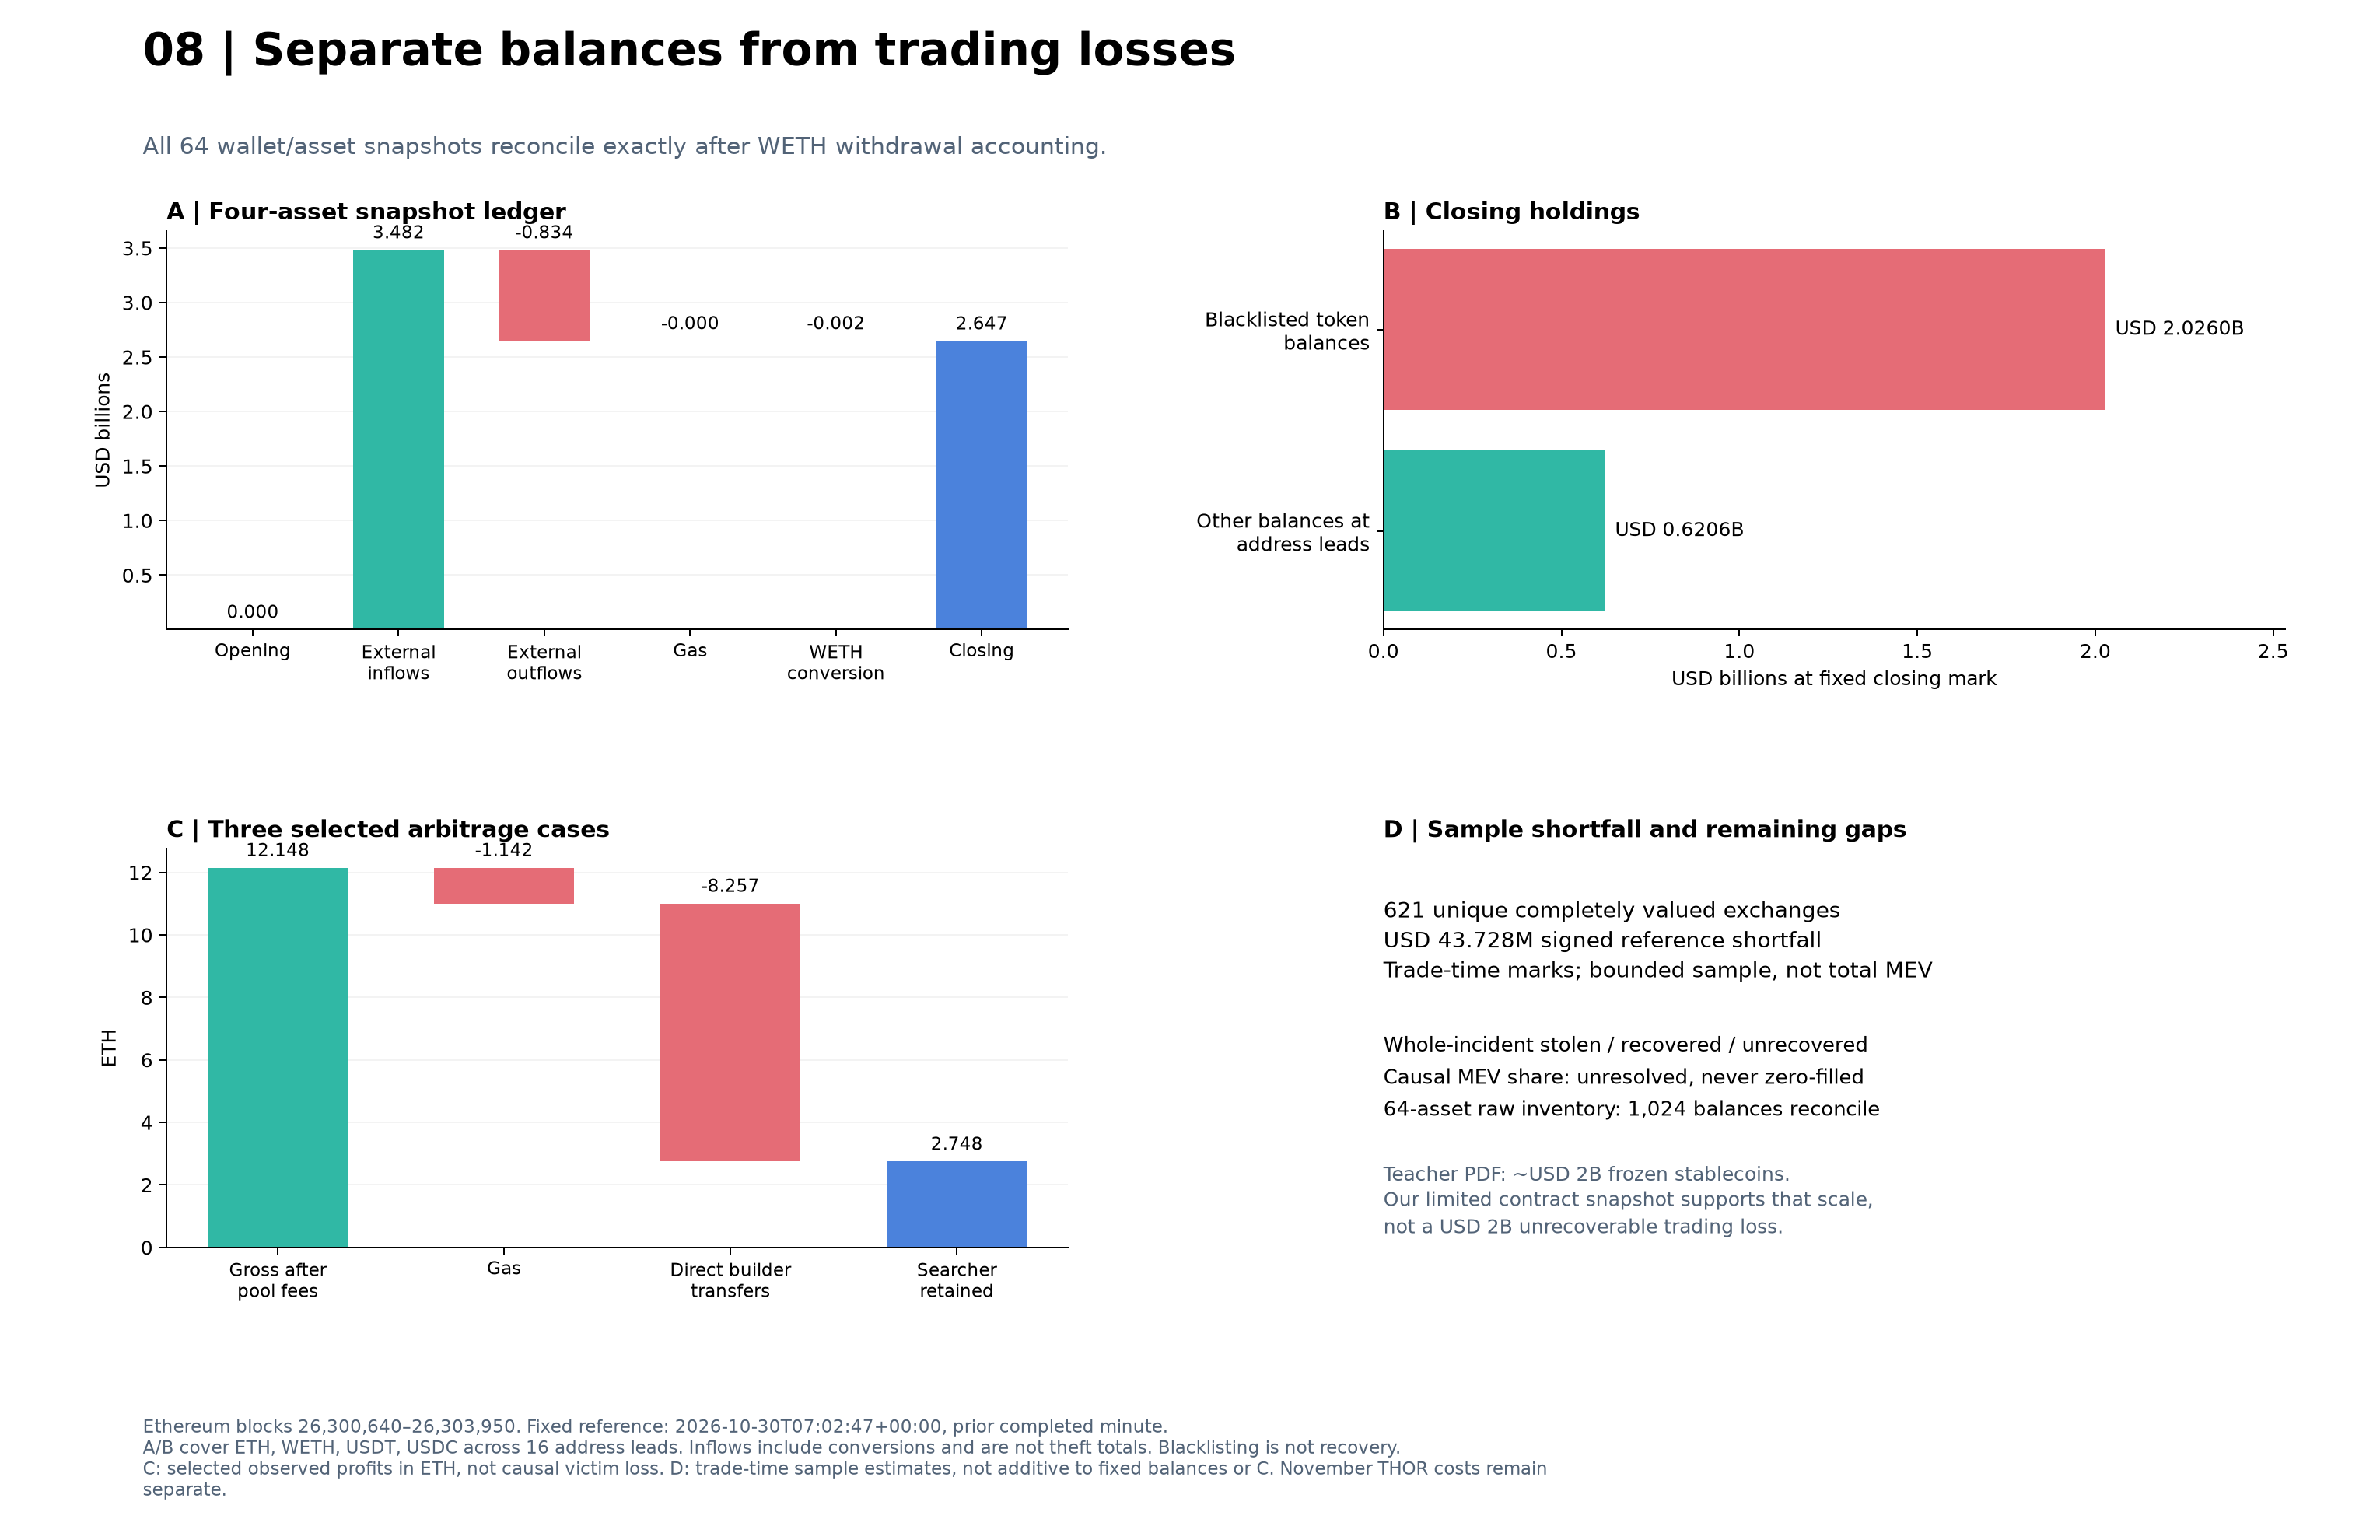 08 | Separate balances from trading losses
All 64 wallet/asset snapshots reconcile exactly after WETH withdrawal accounting.
A | Four-asset snapshot ledger
3.482
-0.834
3.5
3.0
-0.000
-0.002
2.647
2.5
2.0
USD billions
1.5
1.0
0.5
0.000
Opening
External
inflows
External
outflows
Gas
WETH
conversion
Closing
B | Closing holdings
Blacklisted token
balances
USD 2.0260B
Other balances at
address leads
USD 0.6206B
0.0
0.5
1.0
1.5
2.0
2.5
USD billions at fixed closing mark
C | Three selected arbitrage cases
12.148
-1.142
-8.257
2.748
12
10
8
6
4
2
0
ETH
Gross after
pool fees
Gas
Direct builder
transfers
Searcher
retained
D | Sample shortfall and remaining gaps
621 unique completely valued exchanges
USD 43.728M signed reference shortfall
Trade-time marks; bounded sample, not total MEV
Whole-incident stolen / recovered / unrecovered
Causal MEV share: unresolved, never zero-filled
64-asset raw inventory: 1,024 balances reconcile
Teacher PDF: ~USD 2B frozen stablecoins.
Our limited contract snapshot supports that scale,
not a USD 2B unrecoverable trading loss.
Ethereum blocks 26,300,640–26,303,950. Fixed reference: 2026-10-30T07:02:47+00:00, prior completed minute.
A/B cover ETH, WETH, USDT, USDC across 16 address leads. Inflows include conversions and are not theft totals. Blacklisting is not recovery.
C: selected observed profits in ETH, not causal victim loss. D: trade-time sample estimates, not additive to fixed balances or C. November THOR costs remain
separate.